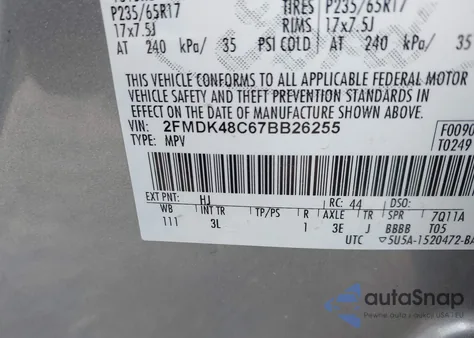 P235/65R17 TIRES P235/65R17
17x7.5J RIMS 17x7.5J
AT 240 kPa/ 35 PSI COLD AT 240 kPa/ 35
THIS VEHICLE CONFORMS TO ALL APPLICABLE FEDERAL MOTOR
VEHICLE SAFETY AND THEFT PREVENTION STANDARDS IN
EFFECT ON THE DATE OF MANUFACTURE SHOWN ABOVE.
VIN: 2FMDK48C67BB26255 F0090
TYPE: MPV T0249
EXT PNT: HJ RC: 44 DSO:
WB INT TR TP/PS R AXLE TR SPR 7Q11A
111 3L 1 3E J BBBB T05
UTC 5U5A-1520472-BA
autoSnap
Pewne auta z USA